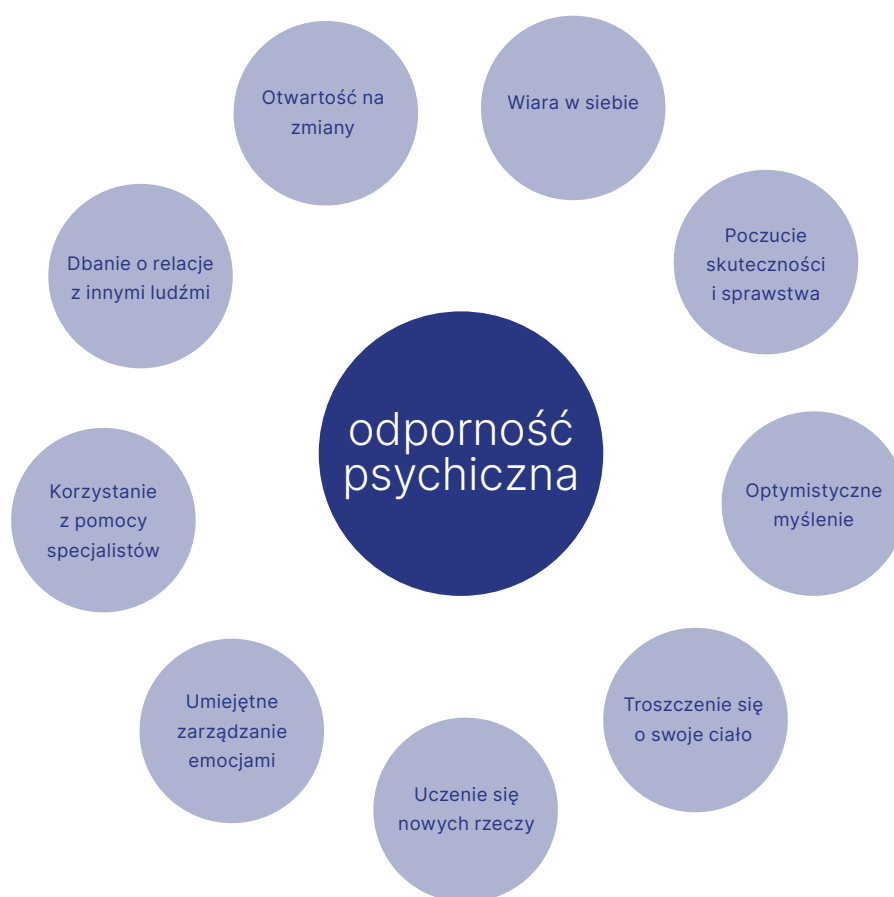 Otwartość na
zmiany
Wiara w siebie
Poczucie
skuteczności
i sprawstwa
Dbanie o relacje
z innymi ludźmi
odporność
psychiczna
Optymistyczne
myślenie
Korzystanie
z pomocy
specjalistów
Troszczenie się
o swoje ciało
Umiejętne
zarządzanie
emocjami
Uczenie się
nowych rzeczy